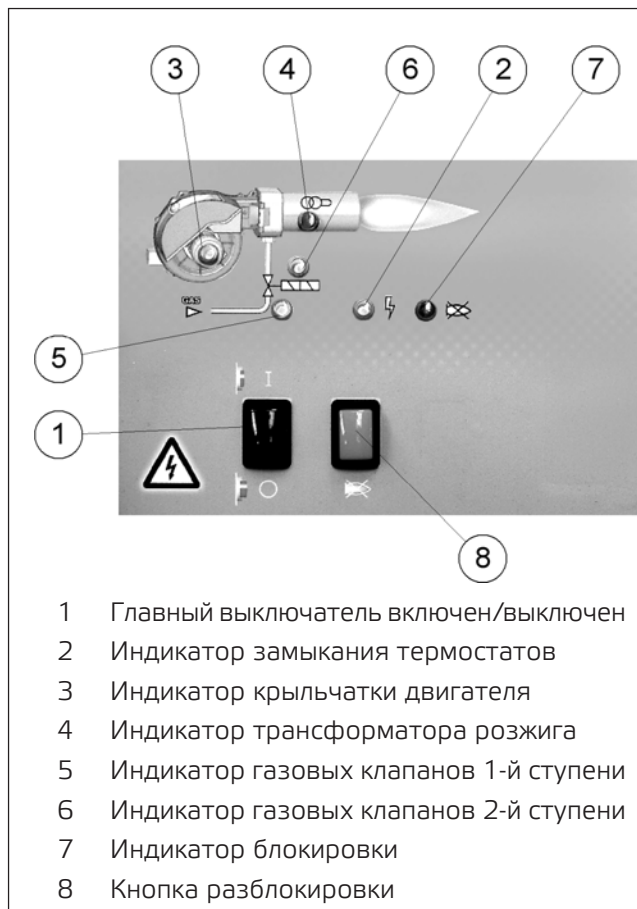 3 4 6 2 7
GAS
5
I
1
8
1 Главный выключатель включен/выключен
2 Индикатор замыкания термостатов
3 Индикатор крыльчатки двигателя
4 Индикатор трансформатора розжига
5 Индикатор газовых клапанов 1-й ступени
6 Индикатор газовых клапанов 2-й ступени
7 Индикатор блокировки
8 Кнопка разблокировки